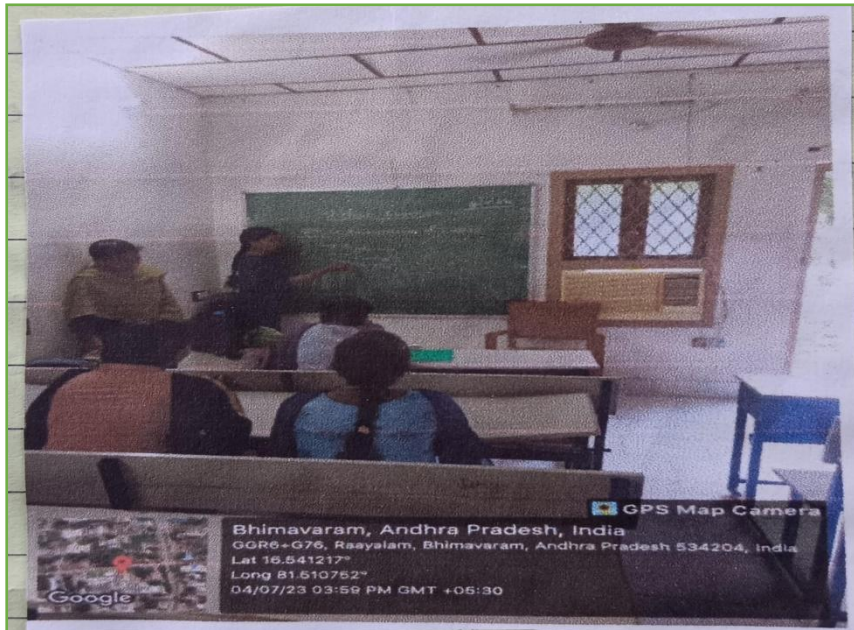 GPS Map Camera
Bhimavaram, Andhra Pradesh, India
GGR6+G76, Raayalam, Bhimavaram, Andhra Pradesh 534204, India
Lat 16.541217°
Long 81.510752°
04/07/23 03:59 PM GMT +05:30
Google